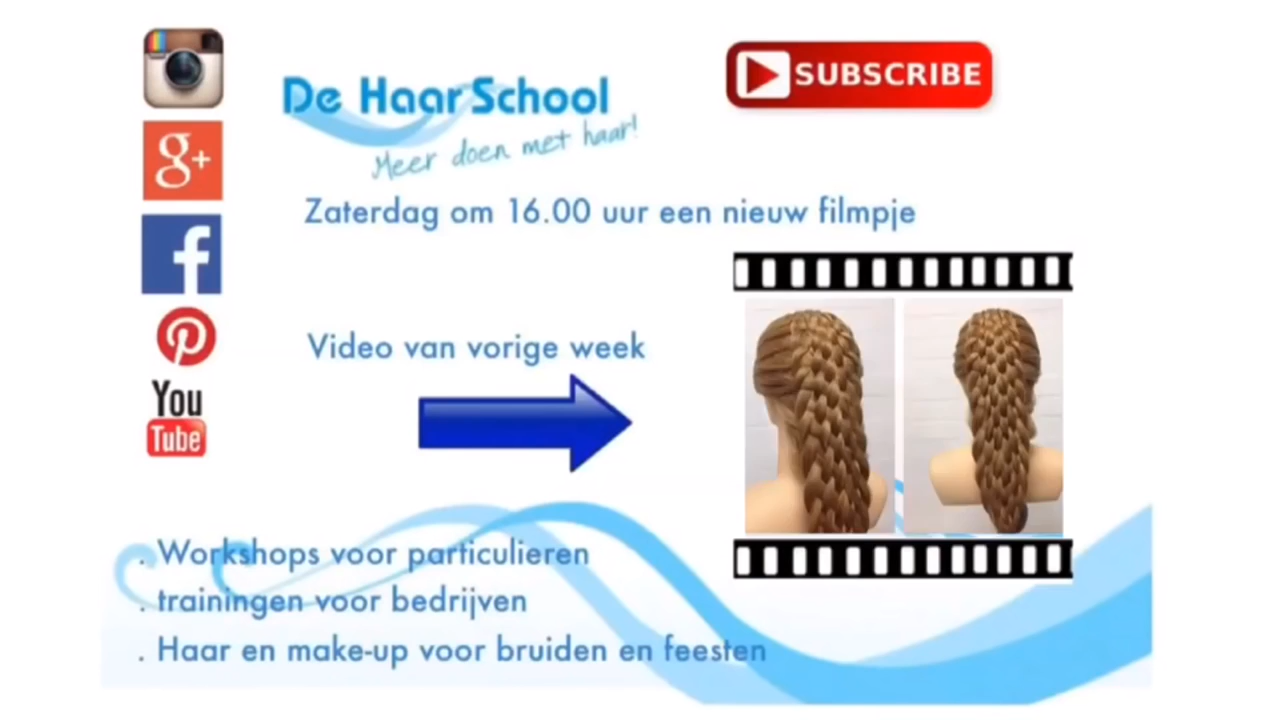 De Haar School
Meer doen met haar!
SUBSCRIBE
g+
f
Zaterdag om 16.00 uur een nieuw filmpje
Video van vorige week
You
Tube
. Workshops voor particulieren
. trainingen voor bedrijven
. Haar en make-up voor bruiden en feesten